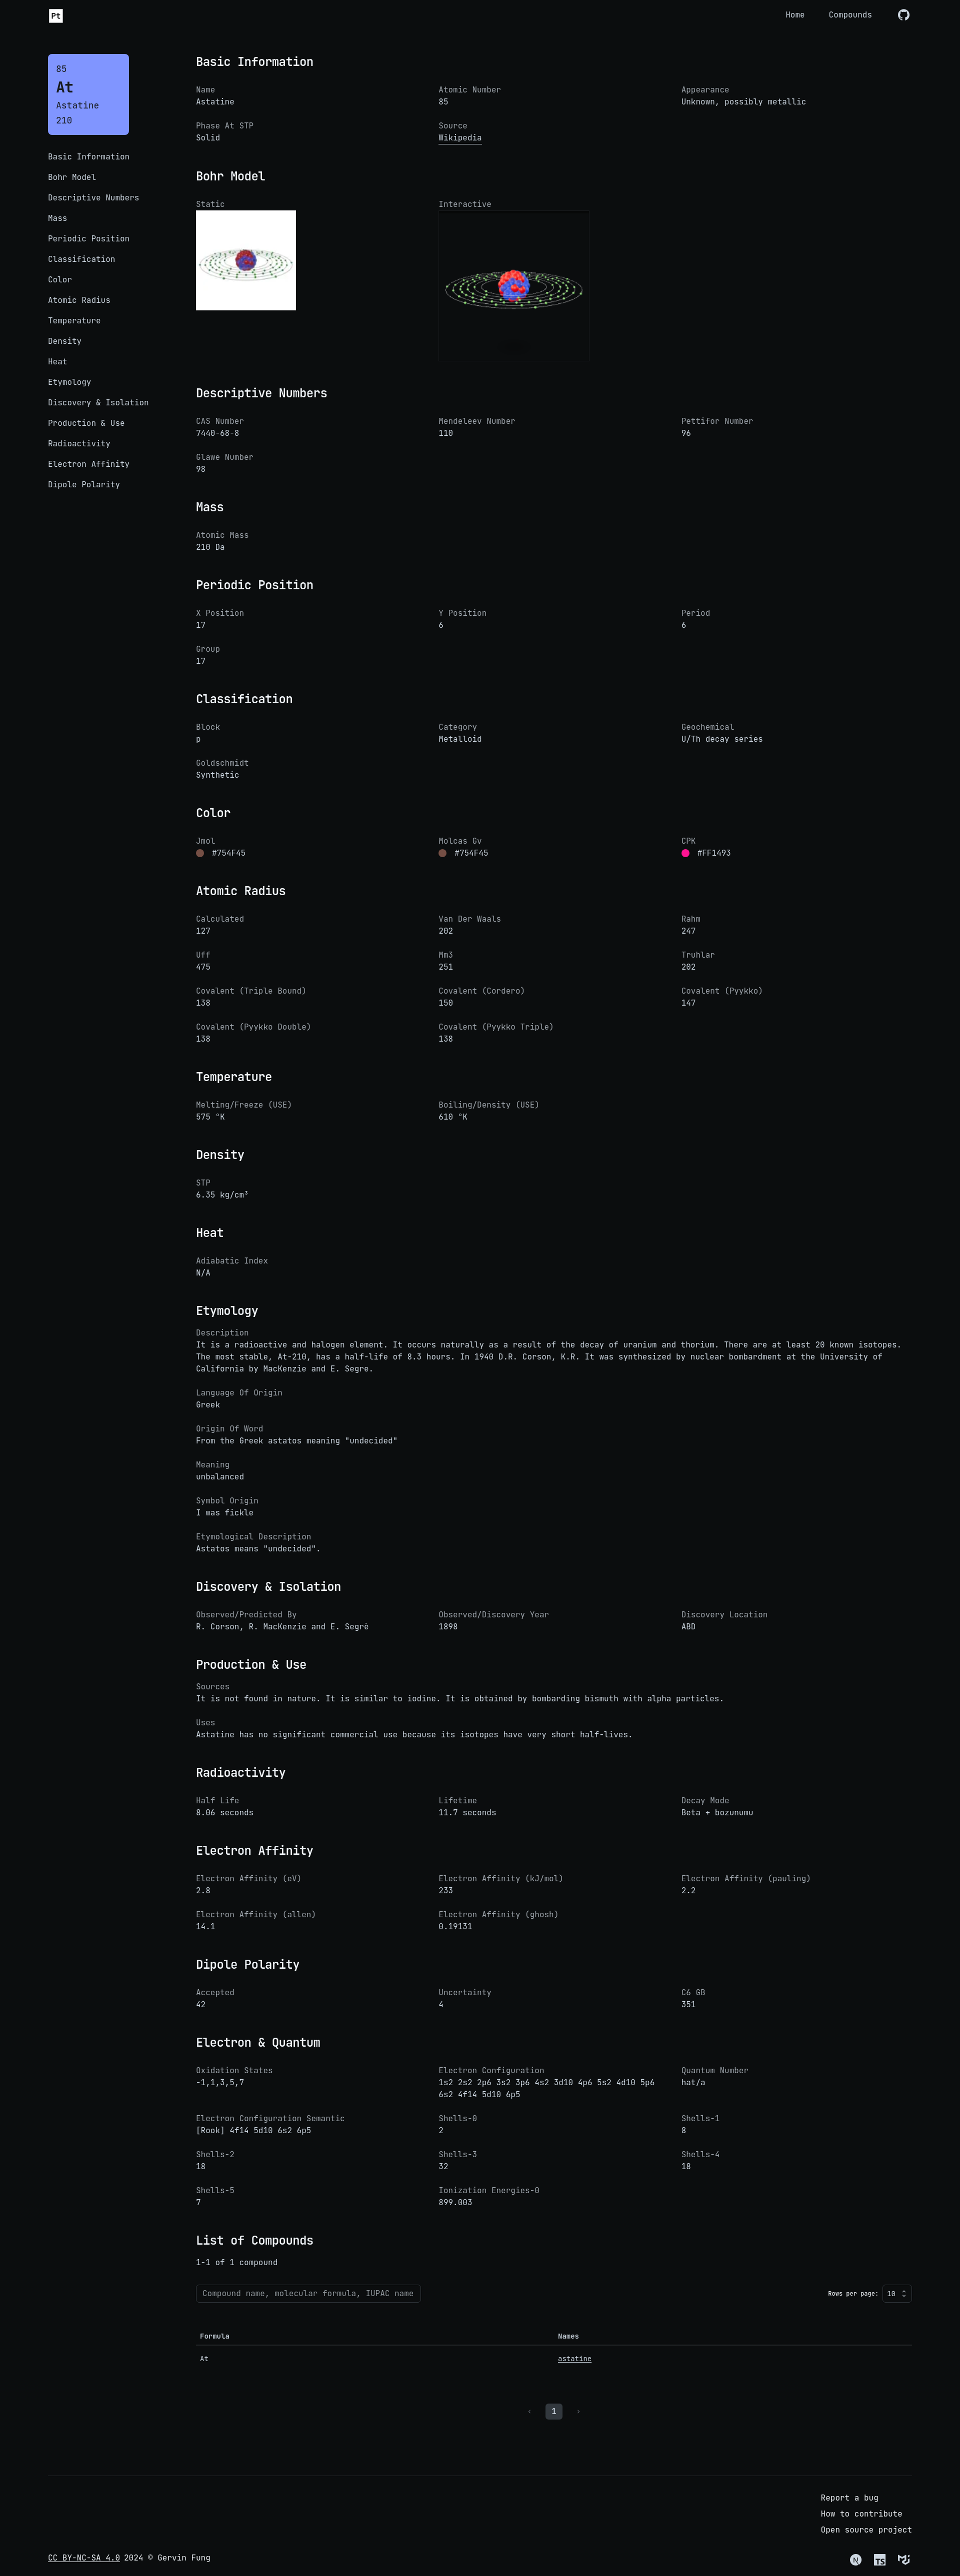 Pt
Home
Compounds
85
At
Astatine
210
Basic Information
Bohr Model
Descriptive Numbers
Mass
Periodic Position
Classification
Color
Atomic Radius
Temperature
Density
Heat
Etymology
Discovery & Isolation
Production & Use
Radioactivity
Electron Affinity
Dipole Polarity
Basic Information
Name
Astatine
Atomic Number
85
Appearance
Unknown, possibly metallic
Phase At STP
Solid
Source
Wikipedia
Bohr Model
Static
Interactive
Descriptive Numbers
CAS Number
7440-68-8
Mendeleev Number
110
Pettifor Number
96
Glawe Number
98
Mass
Atomic Mass
210 Da
Periodic Position
X Position
17
Y Position
6
Period
6
Group
17
Classification
Block
p
Category
Metalloid
Geochemical
U/Th decay series
Goldschmidt
Synthetic
Color
Jmol
#754F45
Molcas Gv
#754F45
CPK
#FF1493
Atomic Radius
Calculated
127
Van Der Waals
202
Rahm
247
Uff
475
Mm3
251
Truhlar
202
Covalent (Triple Bound)
138
Covalent (Cordero)
150
Covalent (Pyykko)
147
Covalent (Pyykko Double)
138
Covalent (Pyykko Triple)
138
Temperature
Melting/Freeze (USE)
575 °K
Boiling/Density (USE)
610 °K
Density
STP
6.35 kg/cm³
Heat
Adiabatic Index
N/A
Etymology
Description
It is a radioactive and halogen element. It occurs naturally as a result of the decay of uranium and thorium. There are at least 20 known isotopes.
The most stable, At-210, has a half-life of 8.3 hours. In 1940 D.R. Corson, K.R. It was synthesized by nuclear bombardment at the University of
California by MacKenzie and E. Segre.
Language Of Origin
Greek
Origin Of Word
From the Greek astatos meaning "undecided"
Meaning
unbalanced
Symbol Origin
I was fickle
Etymological Description
Astatos means "undecided".
Discovery & Isolation
Observed/Predicted By
R. Corson, R. MacKenzie and E. Segrè
Observed/Discovery Year
1898
Discovery Location
ABD
Production & Use
Sources
It is not found in nature. It is similar to iodine. It is obtained by bombarding bismuth with alpha particles.
Uses
Astatine has no significant commercial use because its isotopes have very short half-lives.
Radioactivity
Half Life
8.06 seconds
Lifetime
11.7 seconds
Decay Mode
Beta + bozunumu
Electron Affinity
Electron Affinity (eV)
2.8
Electron Affinity (kJ/mol)
233
Electron Affinity (pauling)
2.2
Electron Affinity (allen)
14.1
Electron Affinity (ghosh)
0.19131
Dipole Polarity
Accepted
42
Uncertainty
4
C6 GB
351
Electron & Quantum
Oxidation States
-1,1,3,5,7
Electron Configuration
1s2 2s2 2p6 3s2 3p6 4s2 3d10 4p6 5s2 4d10 5p6
6s2 4f14 5d10 6p5
Quantum Number
hat/a
Electron Configuration Semantic
[Rook] 4f14 5d10 6s2 6p5
Shells-0
2
Shells-1
8
Shells-2
18
Shells-3
32
Shells-4
18
Shells-5
7
Ionization Energies-0
899.003
List of Compounds
1-1 of 1 compound
Compound name, molecular formula, IUPAC name
Rows per page:
10
Formula
Names
At
astatine
‹ 1 ›
Report a bug
How to contribute
Open source project
CC BY-NC-SA 4.0 2024 © Gervin Fung
N
TS